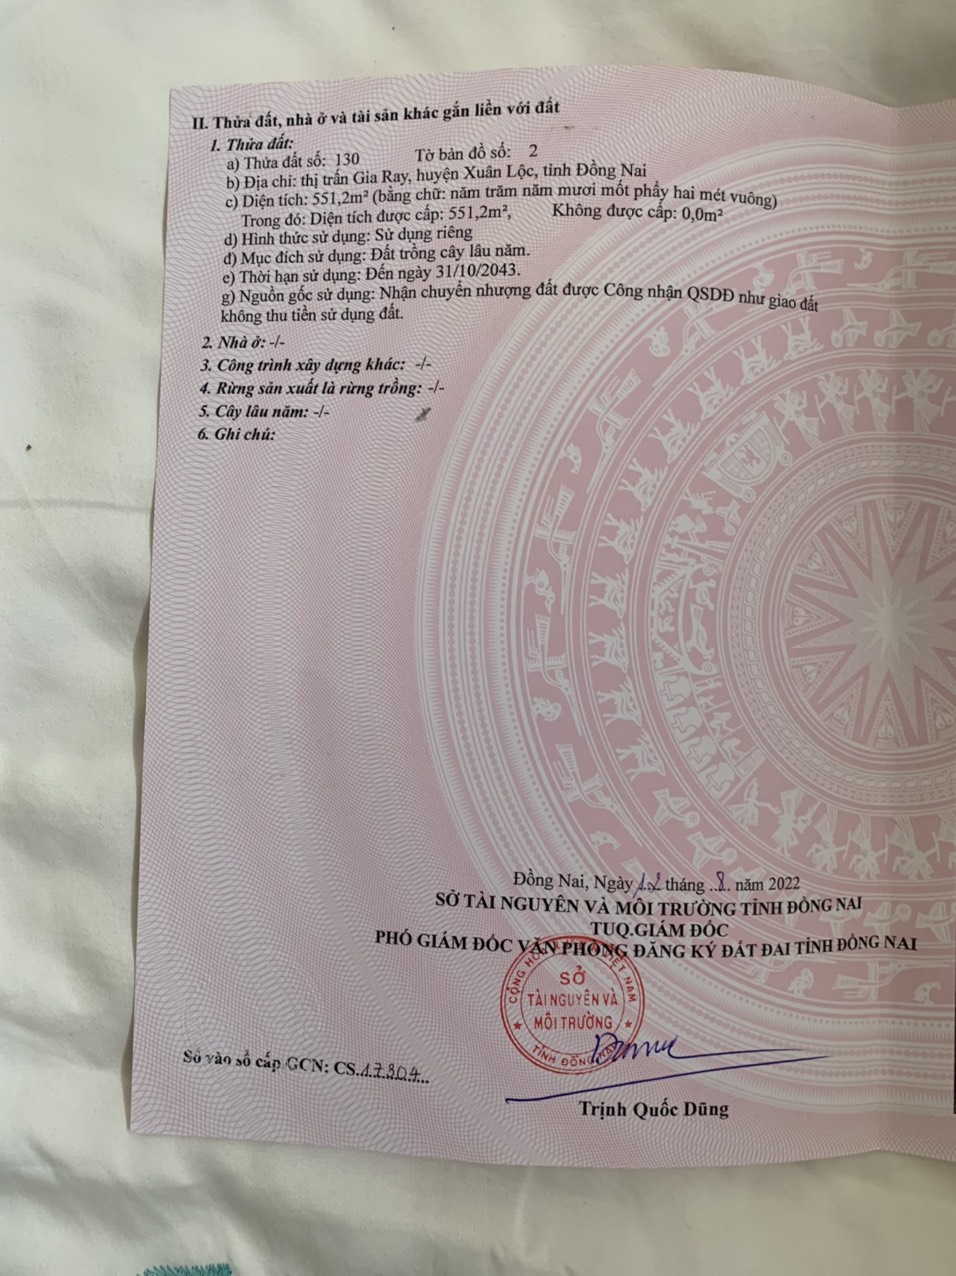 II. Thửa đất, nhà ở và tài sản khác gắn liền với đất
1. Thửa đất:
a) Thửa đất số: 130 Tờ bản đồ số: 2
b) Địa chỉ: thị trấn Gia Ray, huyện Xuân Lộc, tỉnh Đồng Nai
c) Diện tích: 551,2m² (bằng chữ: năm trăm năm mươi mốt phẩy hai mét vuông)
Trong đó: Diện tích được cấp: 551,2m², Không được cấp: 0,0m²
d) Hình thức sử dụng: Sử dụng riêng
đ) Mục đích sử dụng: Đất trồng cây lâu năm.
e) Thời hạn sử dụng: Đến ngày 31/10/2043.
g) Nguồn gốc sử dụng: Nhận chuyển nhượng đất được Công nhận QSDĐ như giao đất
không thu tiền sử dụng đất.
2. Nhà ở: -/-
3. Công trình xây dựng khác: -/-
4. Rừng sản xuất là rừng trồng: -/-
5. Cây lâu năm: -/-
6. Ghi chú:
Đồng Nai, Ngày 12 tháng ..8. năm 2022
SỞ TÀI NGUYÊN VÀ MÔI TRƯỜNG TỈNH ĐỒNG NAI
TUQ.GIÁM ĐỐC
PHÓ GIÁM ĐỐC VĂN PHÒNG ĐĂNG KÝ ĐẤT ĐAI TỈNH ĐỒNG NAI
SỞ
TÀI NGUYÊN VÀ
MÔI TRƯỜNG
TỈNH ĐỒNG NAI
Số vào sổ cấp GCN: CS.17304...
Trịnh Quốc Dũng